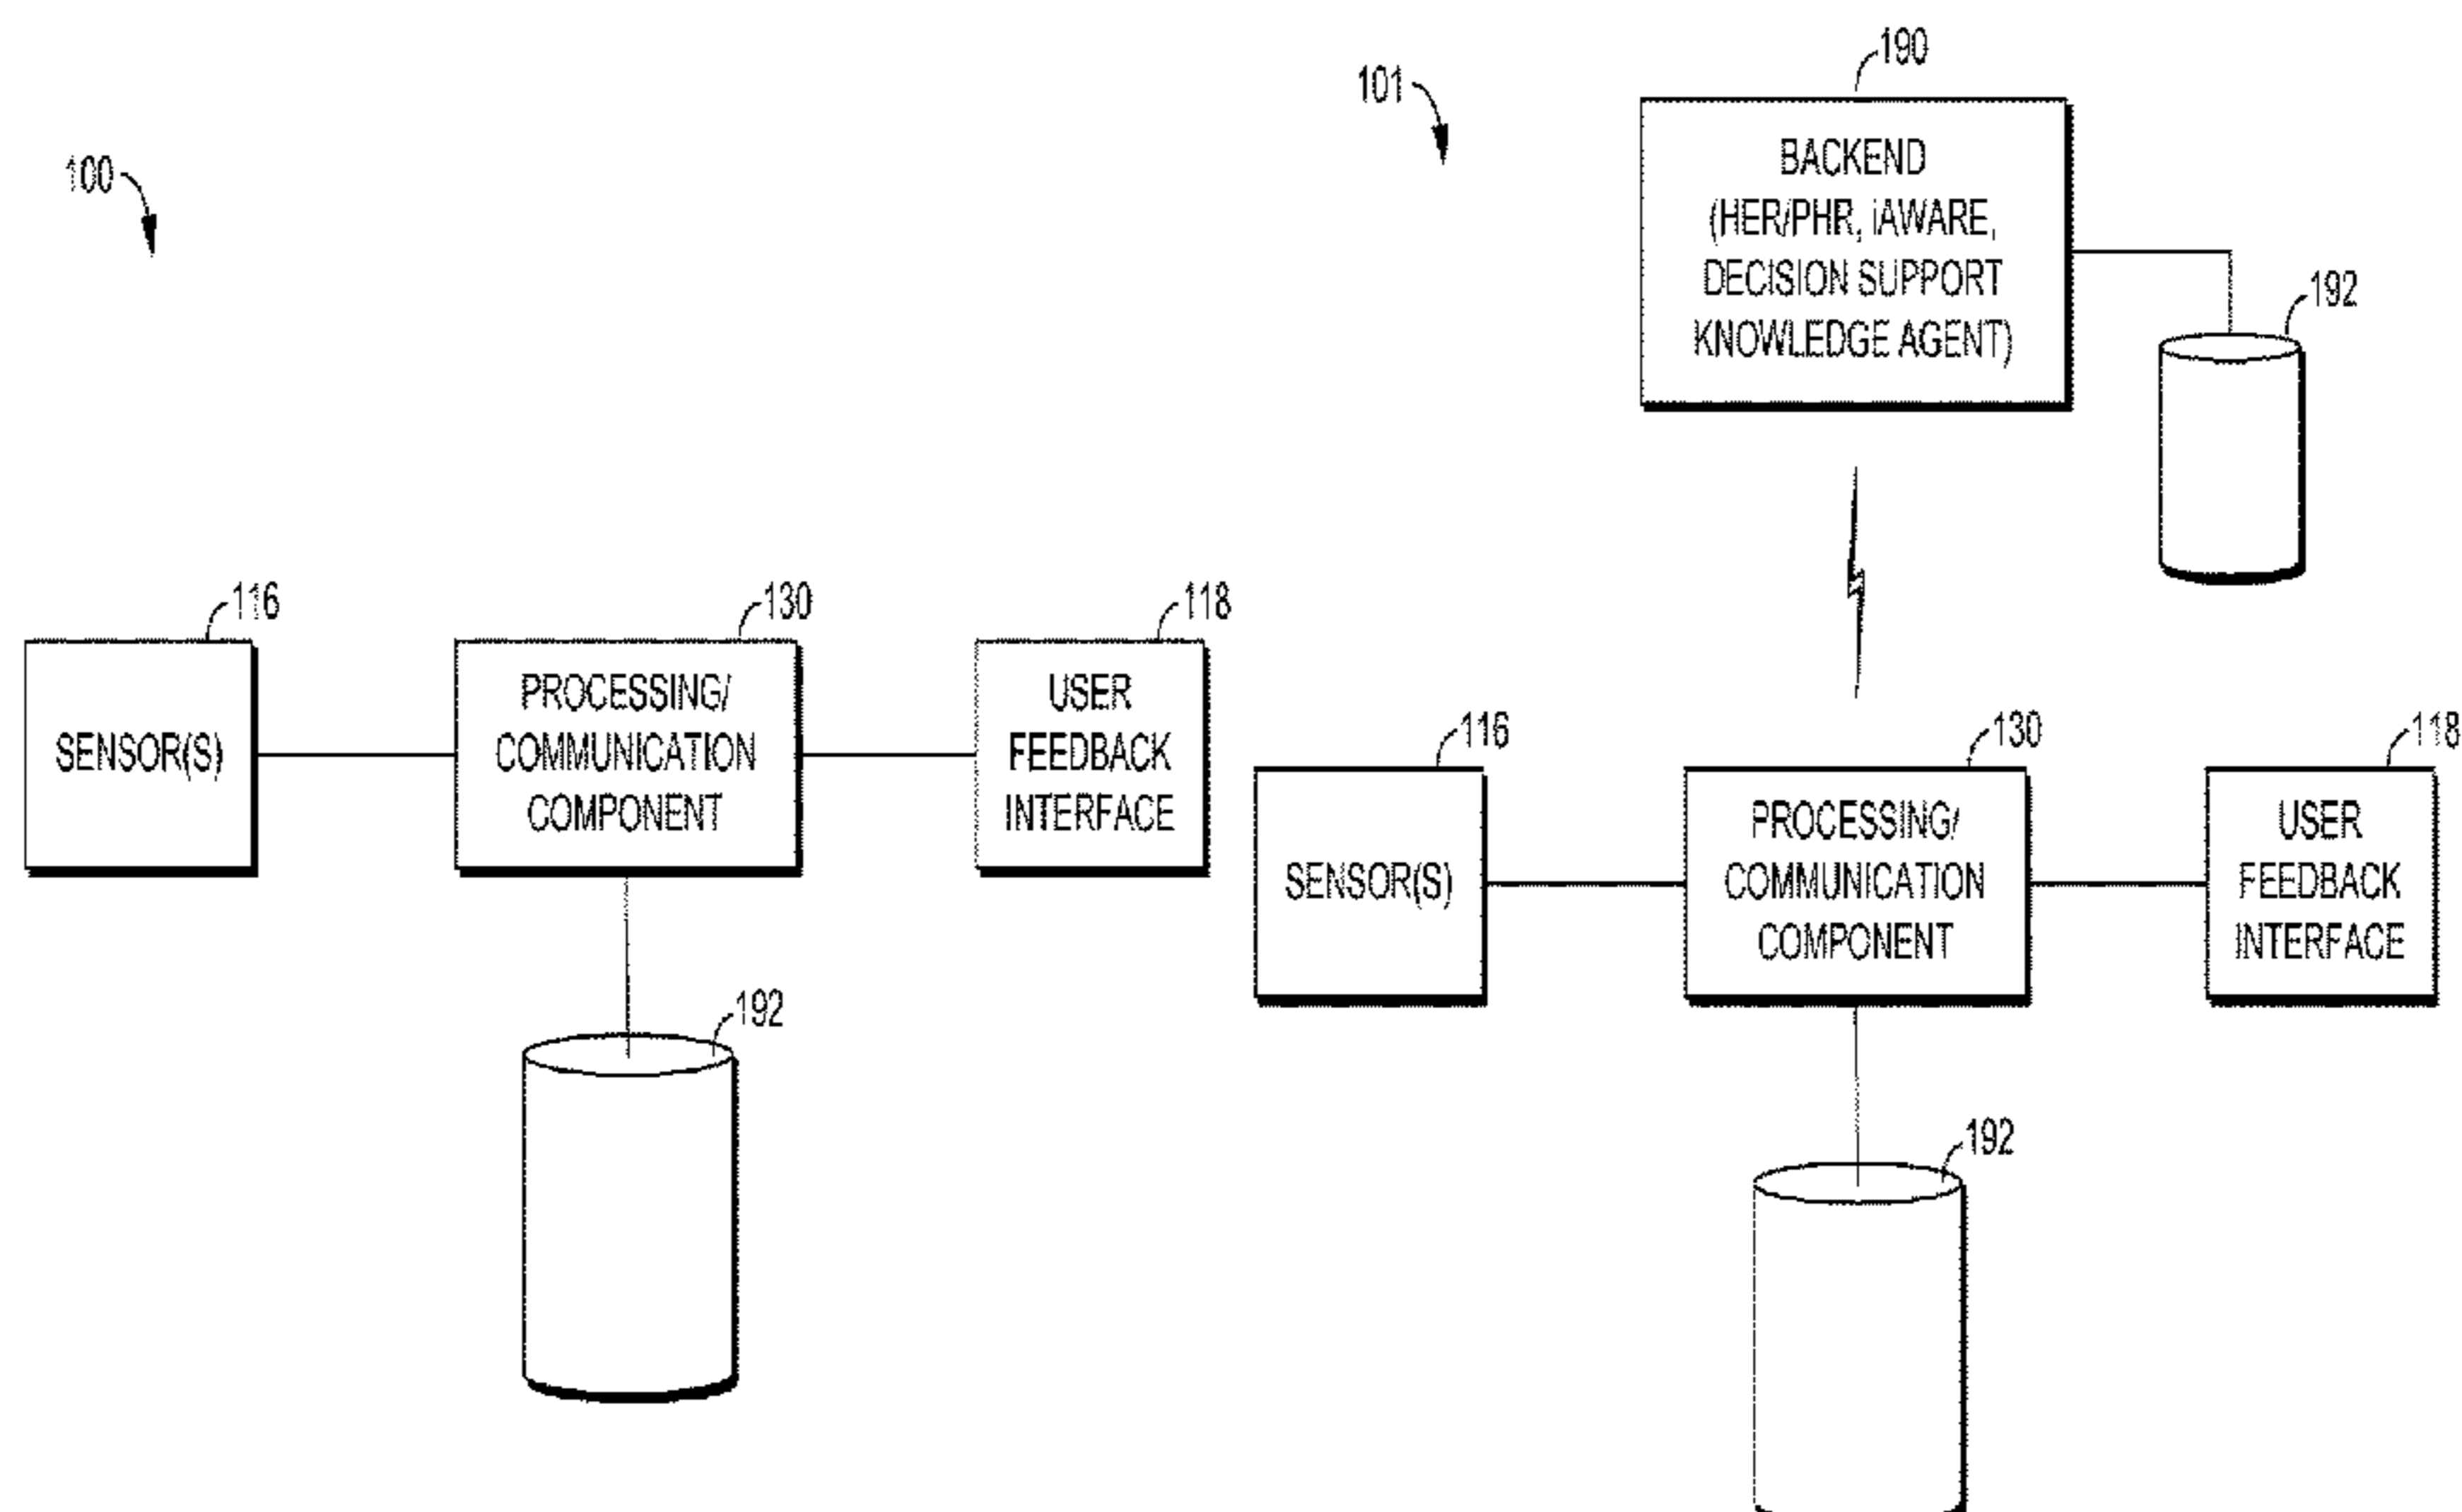 100
116
SENSOR(S)
130
PROCESSING/
COMMUNICATION
COMPONENT
118
USER
FEEDBACK
INTERFACE
192
101
190
BACKEND
(HER/PHR, iAWARE,
DECISION SUPPORT
KNOWLEDGE AGENT)
192
116
SENSOR(S)
130
PROCESSING/
COMMUNICATION
COMPONENT
118
USER
FEEDBACK
INTERFACE
192